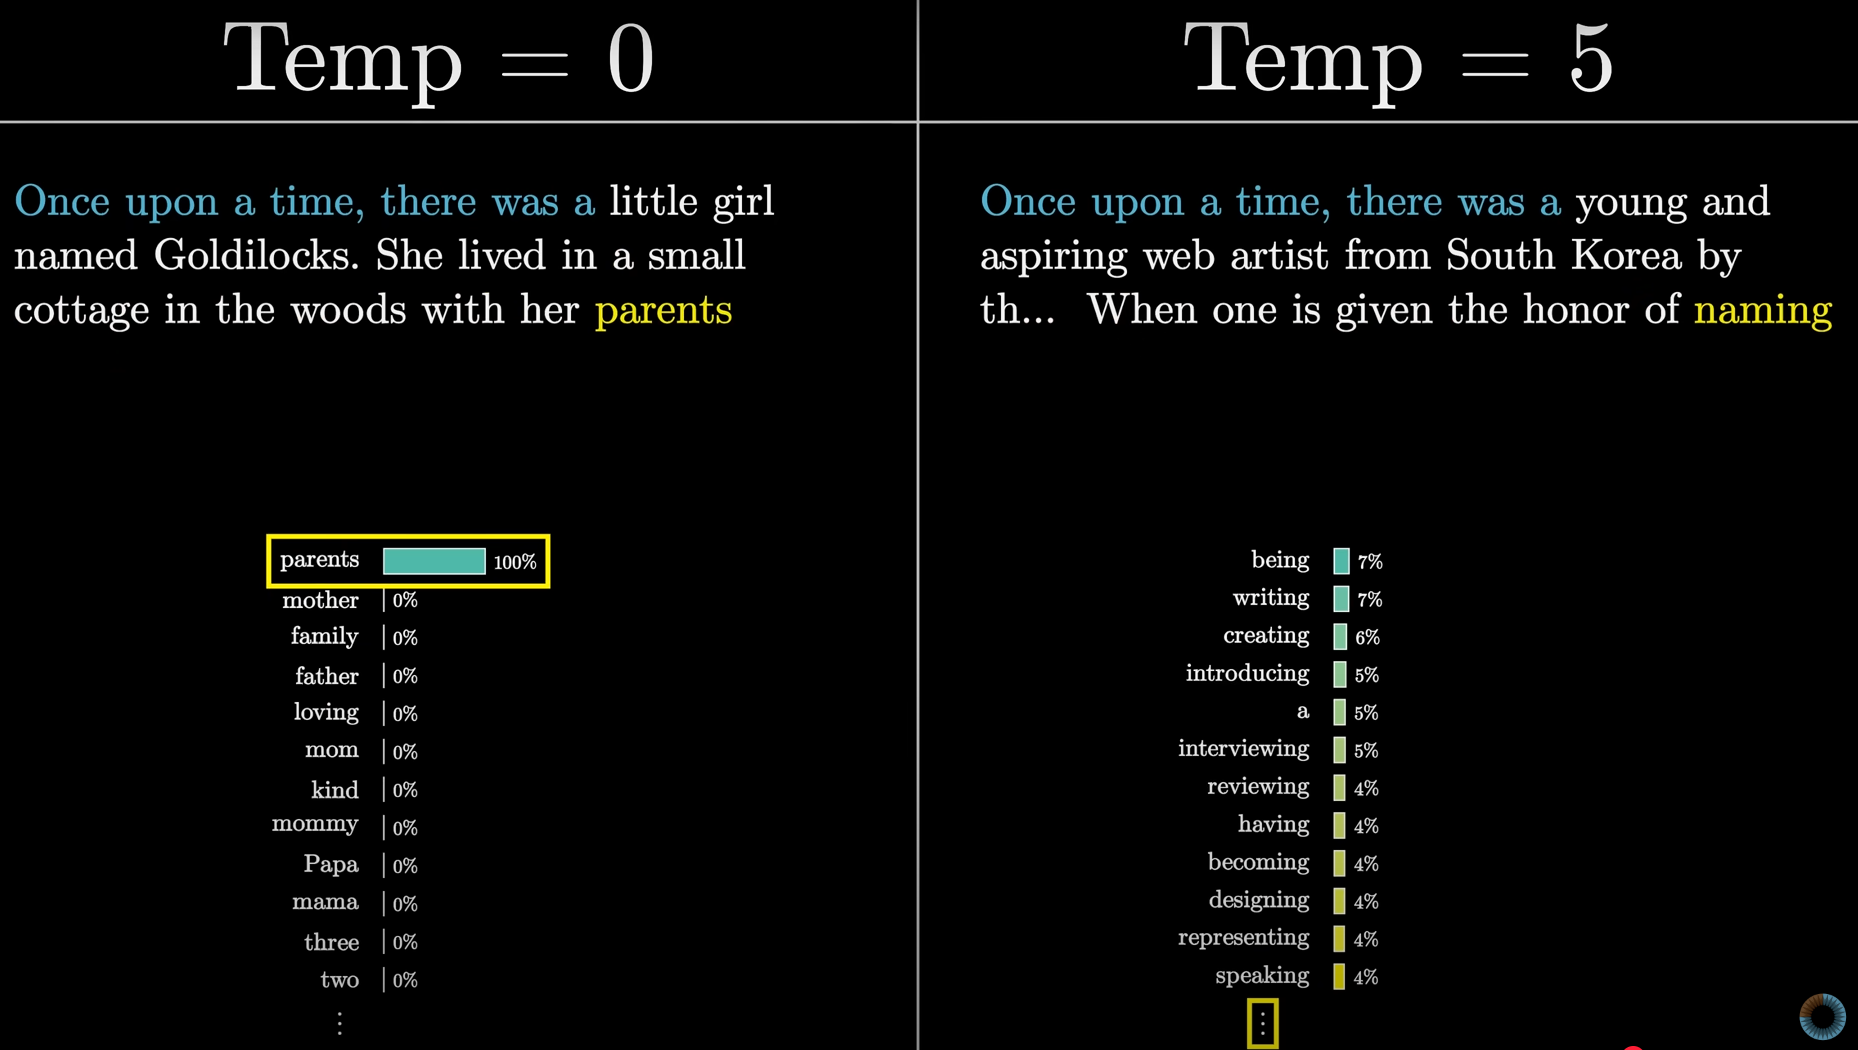 Temp = 0
Once upon a time, there was a little girl
named Goldilocks. She lived in a small
cottage in the woods with her parents
parents 100%
mother 0%
family 0%
father 0%
loving 0%
mom 0%
kind 0%
mommy 0%
Papa 0%
mama 0%
three 0%
two 0%
⋮
Temp = 5
Once upon a time, there was a young and
aspiring web artist from South Korea by
th... When one is given the honor of naming
being 7%
writing 7%
creating 6%
introducing 5%
a 5%
interviewing 5%
reviewing 4%
having 4%
becoming 4%
designing 4%
representing 4%
speaking 4%
⋮